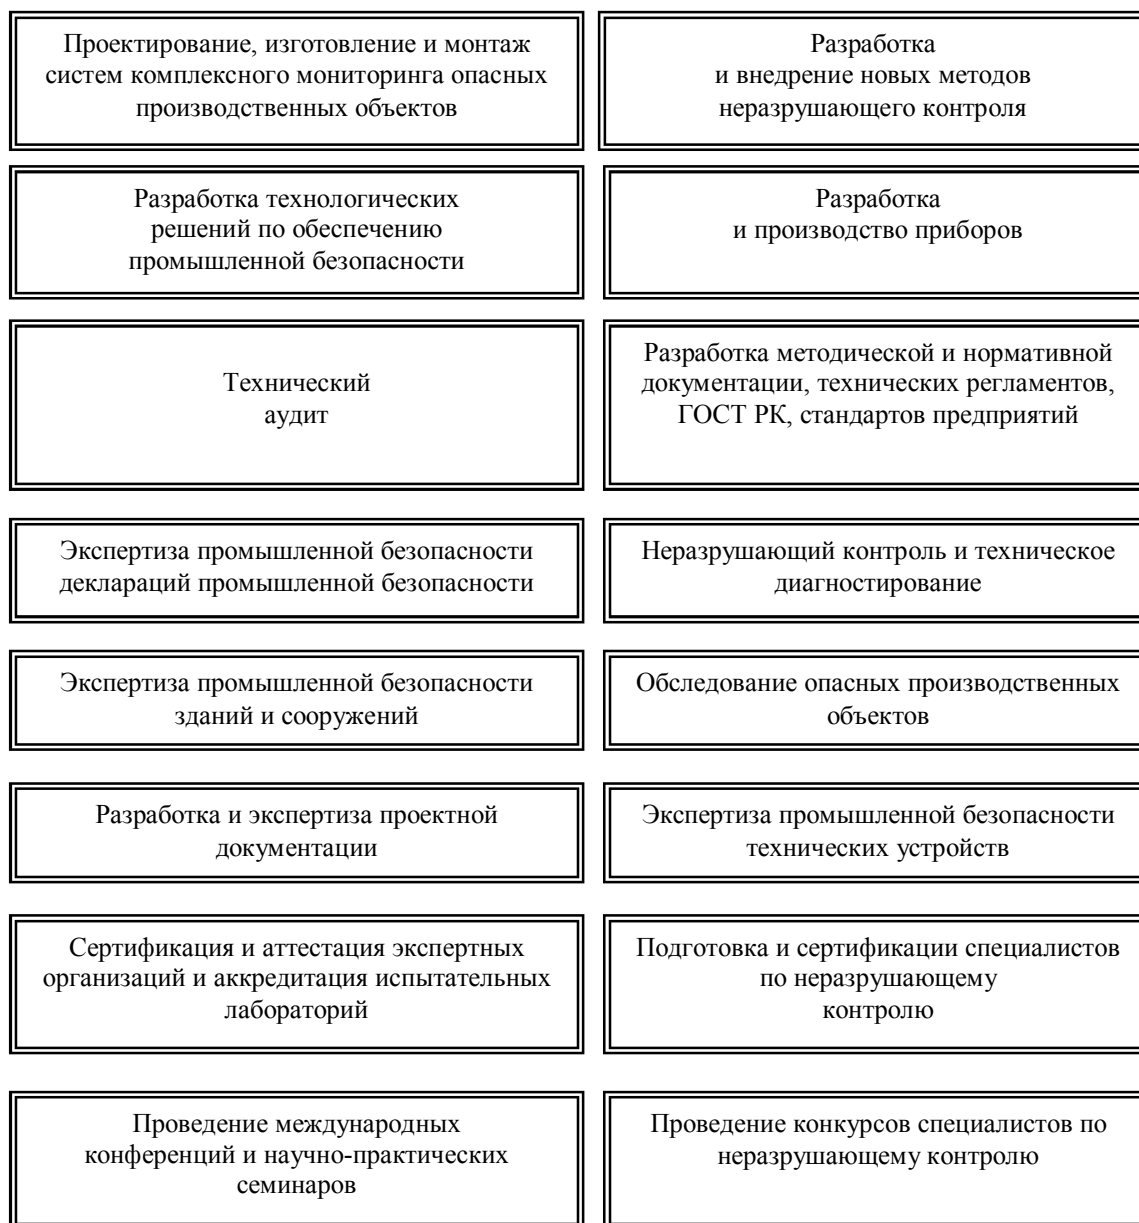 Проектирование, изготовление и монтаж
систем комплексного мониторинга опасных
производственных объектов
Разработка
и внедрение новых методов
неразрушающего контроля
Разработка технологических
решений по обеспечению
промышленной безопасности
Разработка
и производство приборов
Технический
аудит
Разработка методической и нормативной
документации, технических регламентов,
ГОСТ РК, стандартов предприятий
Экспертиза промышленной безопасности
деклараций промышленной безопасности
Неразрушающий контроль и техническое
диагностирование
Экспертиза промышленной безопасности
зданий и сооружений
Обследование опасных производственных
объектов
Разработка и экспертиза проектной
документации
Экспертиза промышленной безопасности
технических устройств
Сертификация и аттестация экспертных
организаций и аккредитация испытательных
лабораторий
Подготовка и сертификации специалистов
по неразрушающему
контролю
Проведение международных
конференций и научно-практических
семинаров
Проведение конкурсов специалистов по
неразрушающему контролю